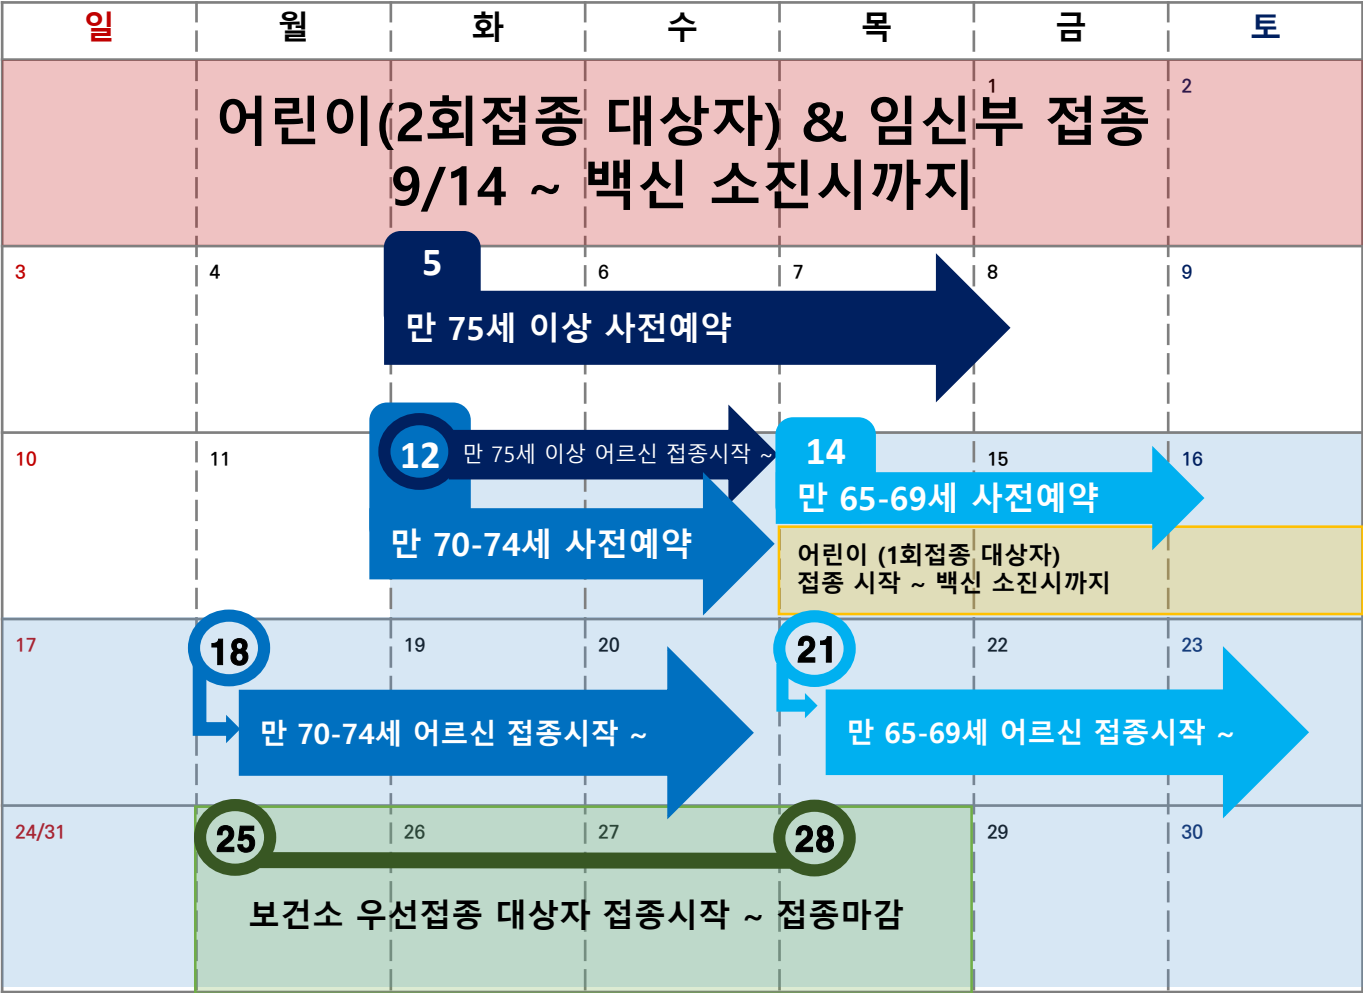 일 월 화 수 목 금 토
1 2
어린이(2회접종 대상자) & 임신부 접종
9/14 ~ 백신 소진시까지
3 4 5 6 7 8 9
만 75세 이상 사전예약
10 11 12 만 75세 이상 어르신 접종시작 ~ 14 15 16
만 65-69세 사전예약
만 70-74세 사전예약
어린이 (1회접종 대상자)
접종 시작 ~ 백신 소진시까지
17 18 19 20 21 22 23
만 70-74세 어르신 접종시작 ~
만 65-69세 어르신 접종시작 ~
24/31 25 26 27 28 29 30
보건소 우선접종 대상자 접종시작 ~ 접종마감